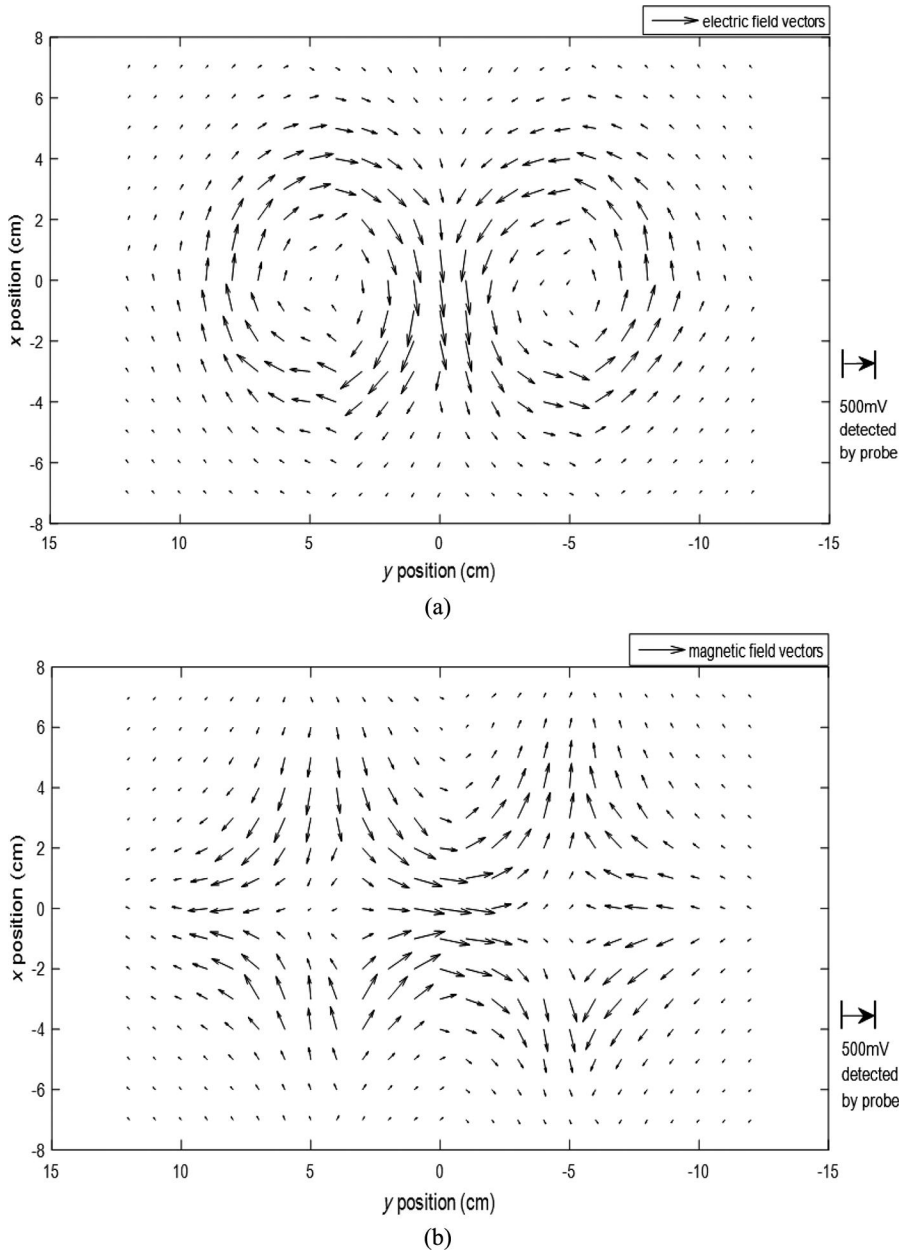 electric field vectors
8
6
4
2
0
-2
-4
-6
-8
x position (cm)
15 10 5 0 -5 -10 -15
y position (cm)
500mV
detected
by probe
(a)
magnetic field vectors
8
6
4
2
0
-2
-4
-6
-8
x position (cm)
15 10 5 0 -5 -10 -15
y position (cm)
500mV
detected
by probe
(b)